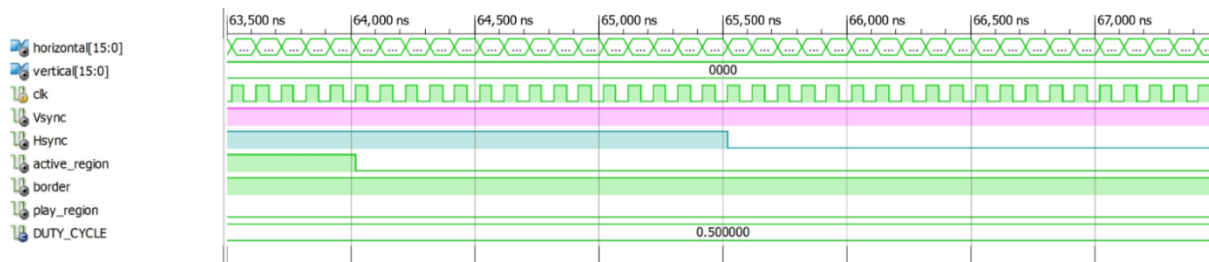 63,500 ns 64,000 ns 64,500 ns 65,000 ns 65,500 ns 66,000 ns 66,500 ns 67,000 ns
horizontal[15:0] ... ... ... ... ... ... ... ... ... ... ... ... ... ... ... ... ... ... ... ... ... ... ... ... ... ... ... ... ... ... ... ... ... ... ... ... ... ... ...
vertical[15:0] 0000
clk
Vsync
Hsync
active_region
border
play_region
DUTY_CYCLE 0.500000